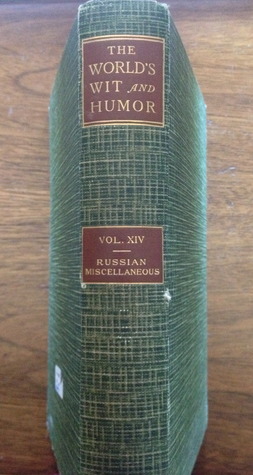 THE
WORLD'S
WIT AND
HUMOR
VOL. XIV
RUSSIAN
MISCELLANEOUS